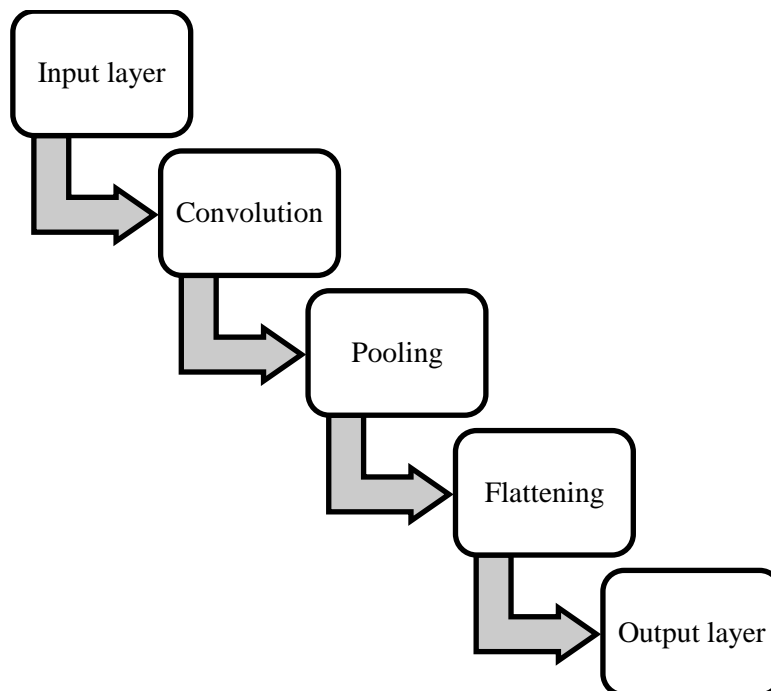 Input layer
Convolution
Pooling
Flattening
Output layer